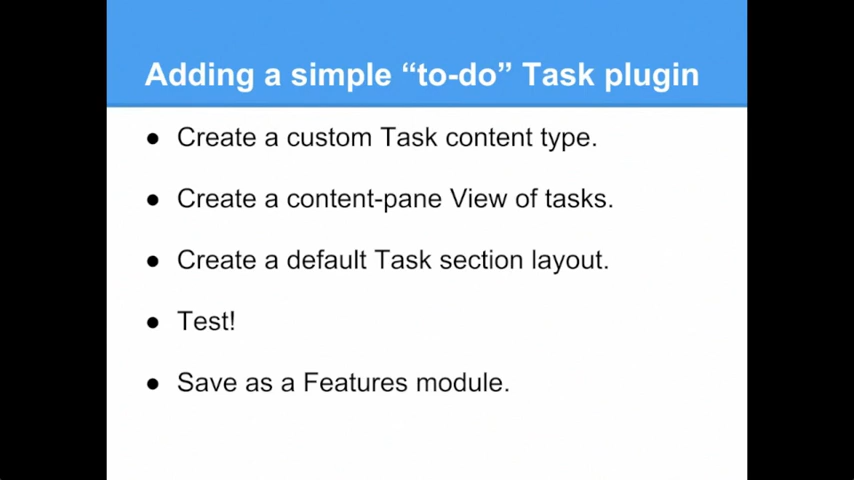 Adding a simple “to-do” Task plugin
● Create a custom Task content type.
● Create a content-pane View of tasks.
● Create a default Task section layout.
● Test!
● Save as a Features module.